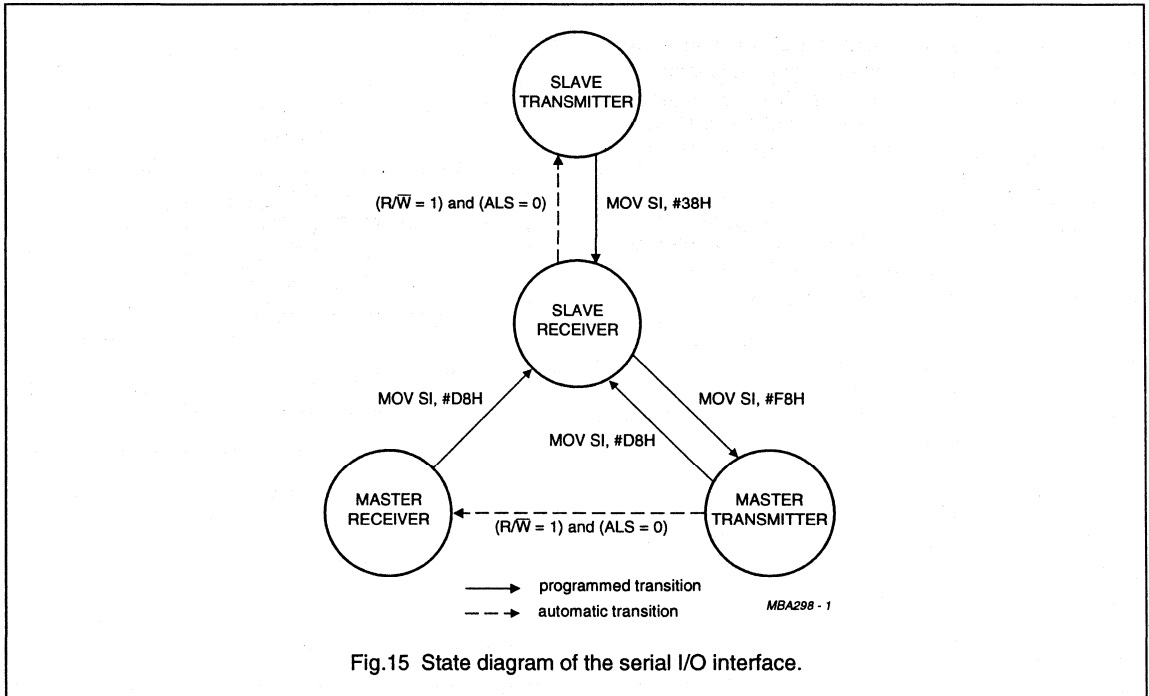 SLAVE
TRANSMITTER
(R/W̅ = 1) and (ALS = 0)
MOV SI, #38H
SLAVE
RECEIVER
MOV SI, #D8H
MOV SI, #F8H
MOV SI, #D8H
MASTER
RECEIVER
(R/W̅ = 1) and (ALS = 0)
MASTER
TRANSMITTER
programmed transition
automatic transition
MBA298 - 1
Fig.15 State diagram of the serial I/O interface.